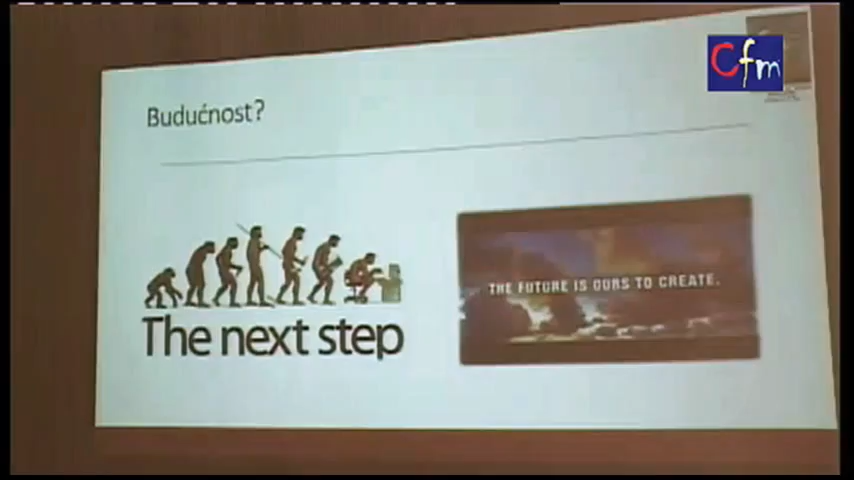 Cfm
Budućnost?
THE FUTURE IS OURS TO CREATE.
The next step